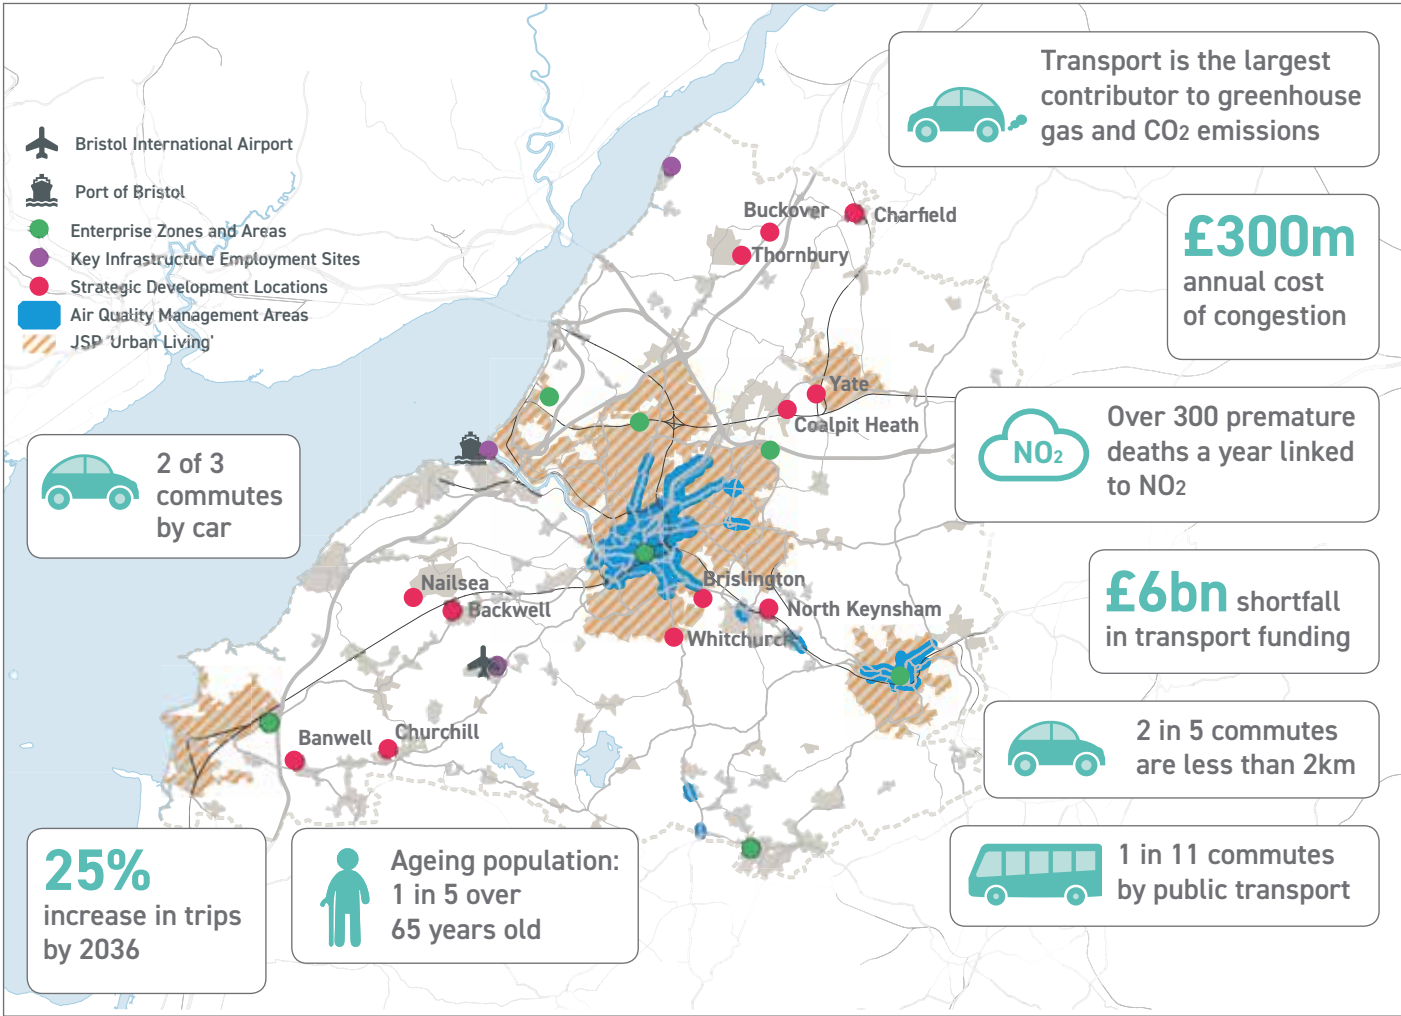 Transport is the largest
contributor to greenhouse
gas and CO2 emissions
Bristol International Airport
Port of Bristol
Enterprise Zones and Areas
Key Infrastructure Employment Sites
Strategic Development Locations
Air Quality Management Areas
JSP 'Urban Living'
£300m
annual cost
of congestion
Buckover
Charfield
Thornbury
Yate
Coalpit Heath
NO2
Over 300 premature
deaths a year linked
to NO2
2 of 3
commutes
by car
Nailsea
Backwell
Brislington
North Keynsham
Whitchurch
£6bn shortfall
in transport funding
Banwell
Churchill
2 in 5 commutes
are less than 2km
25%
increase in trips
by 2036
Ageing population:
1 in 5 over
65 years old
1 in 11 commutes
by public transport